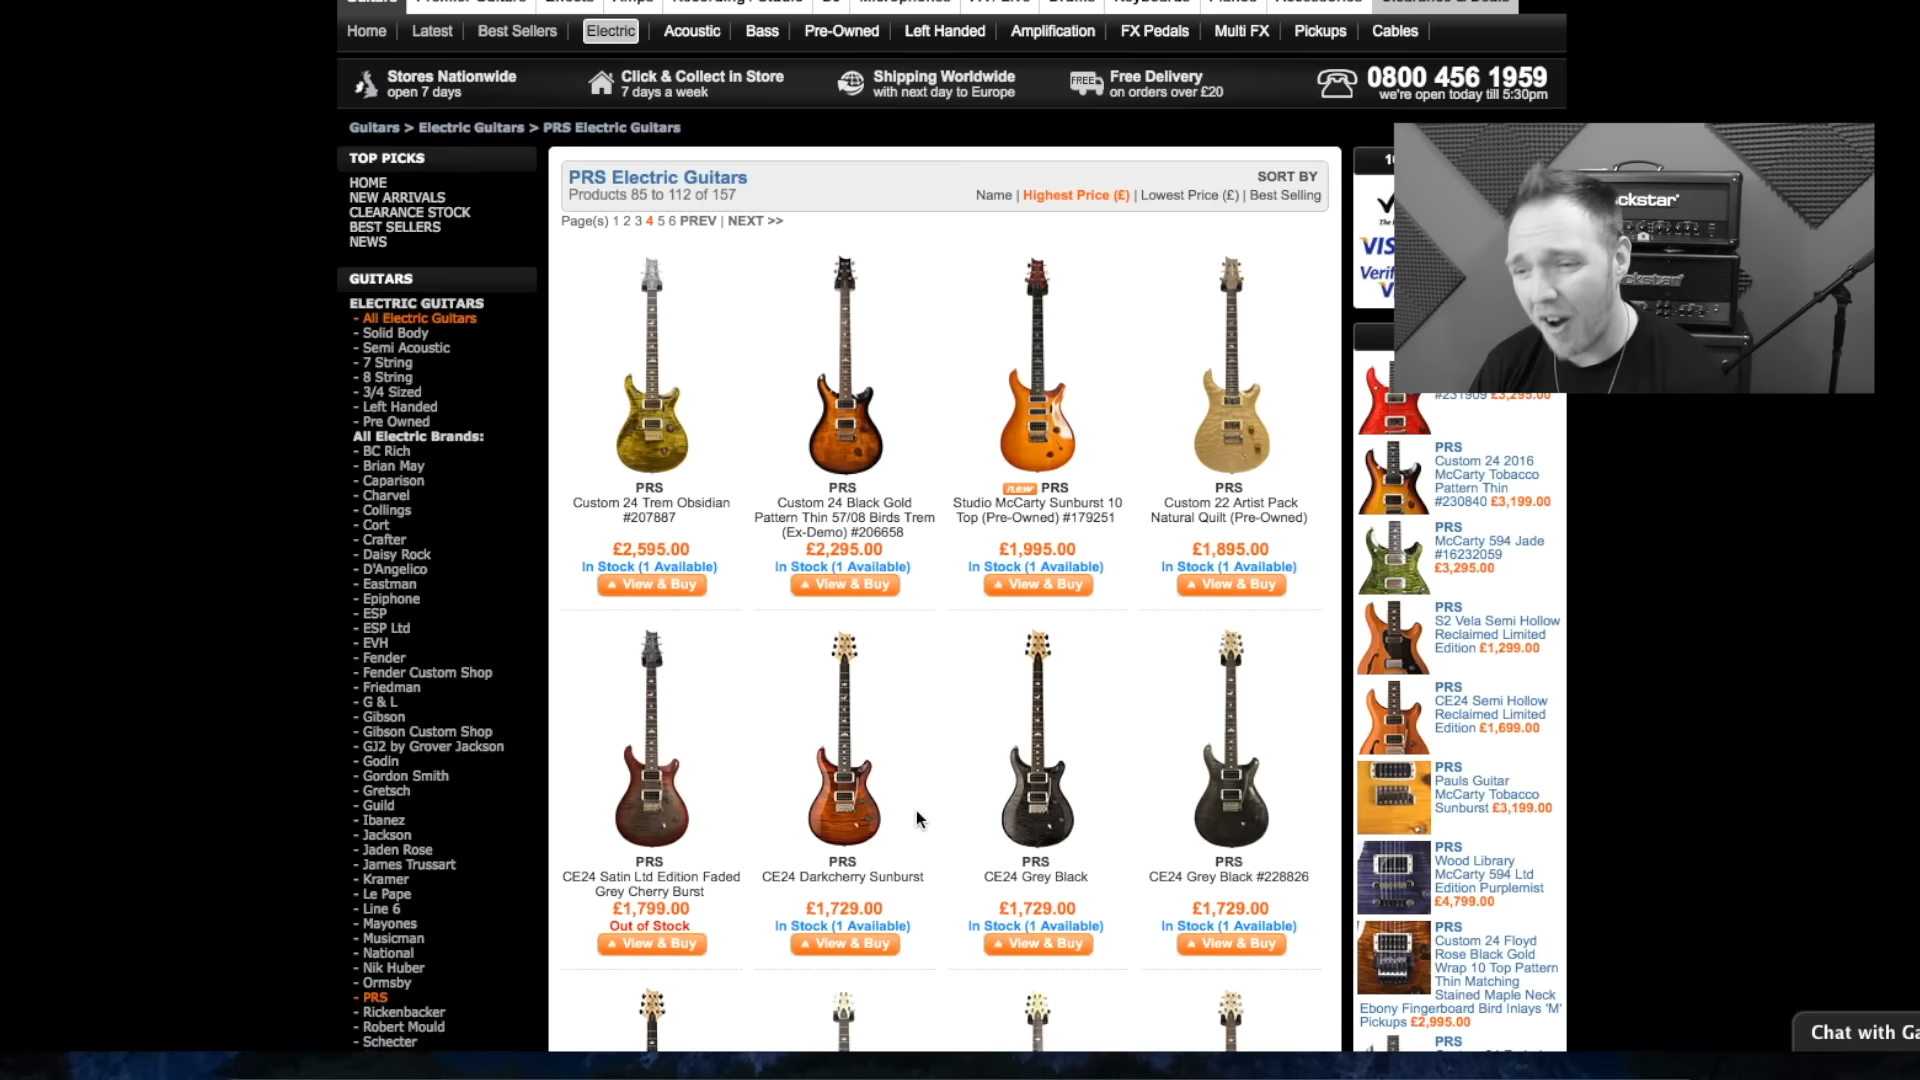 Home | Latest | Best Sellers | Electric | Acoustic | Bass | Pre-Owned | Left Handed | Amplification | FX Pedals | Multi FX | Pickups | Cables |
Stores Nationwide
open 7 days
Click & Collect in Store
7 days a week
Shipping Worldwide
with next day to Europe
FREE
Free Delivery
on orders over £20
0800 456 1959
we're open today till 5:30pm
Guitars > Electric Guitars > PRS Electric Guitars
TOP PICKS
HOME
NEW ARRIVALS
CLEARANCE STOCK
BEST SELLERS
NEWS
GUITARS
ELECTRIC GUITARS
- All Electric Guitars
- Solid Body
- Semi Acoustic
- 7 String
- 8 String
- 3/4 Sized
- Left Handed
- Pre Owned
All Electric Brands:
- BC Rich
- Brian May
- Caparison
- Charvel
- Collings
- Cort
- Crafter
- Daisy Rock
- D'Angelico
- Eastman
- Epiphone
- ESP
- ESP Ltd
- EVH
- Fender
- Fender Custom Shop
- Friedman
- G & L
- Gibson
- Gibson Custom Shop
- GJ2 by Grover Jackson
- Godin
- Gordon Smith
- Gretsch
- Guild
- Ibanez
- Jackson
- Jaden Rose
- James Trussart
- Kramer
- Le Pape
- Line 6
- Mayones
- Musicman
- National
- Nik Huber
- Ormsby
- PRS
- Rickenbacker
- Robert Mould
- Schecter
PRS Electric Guitars
Products 85 to 112 of 157
SORT BY
Name | Highest Price (£) | Lowest Price (£) | Best Selling
Page(s) 1 2 3 4 5 6 PREV | NEXT >>
PRS
Custom 24 Trem Obsidian
#207887
£2,595.00
In Stock (1 Available)
View & Buy
PRS
Custom 24 Black Gold
Pattern Thin 57/08 Birds Trem
(Ex-Demo) #206658
£2,295.00
In Stock (1 Available)
View & Buy
new PRS
Studio McCarty Sunburst 10
Top (Pre-Owned) #179251
£1,995.00
In Stock (1 Available)
View & Buy
PRS
Custom 22 Artist Pack
Natural Quilt (Pre-Owned)
£1,895.00
In Stock (1 Available)
View & Buy
PRS
CE24 Satin Ltd Edition Faded
Grey Cherry Burst
£1,799.00
Out of Stock
View & Buy
PRS
CE24 Darkcherry Sunburst
£1,729.00
In Stock (1 Available)
View & Buy
PRS
CE24 Grey Black
£1,729.00
In Stock (1 Available)
View & Buy
PRS
CE24 Grey Black #228826
£1,729.00
In Stock (1 Available)
View & Buy
ckstar
ckstar
VIS
Verif
V
#231909 £3,295.00
PRS
Custom 24 2016
McCarty Tobacco
Pattern Thin
#230840 £3,199.00
PRS
McCarty 594 Jade
#16232059
£3,295.00
PRS
S2 Vela Semi Hollow
Reclaimed Limited
Edition £1,299.00
PRS
CE24 Semi Hollow
Reclaimed Limited
Edition £1,699.00
PRS
Pauls Guitar
McCarty Tobacco
Sunburst £3,199.00
PRS
Wood Library
McCarty 594 Ltd
Edition Purplemist
£4,799.00
PRS
Custom 24 Floyd
Rose Black Gold
Wrap 10 Top Pattern
Thin Matching
Stained Maple Neck
Ebony Fingerboard Bird Inlays 'M'
Pickups £2,995.00
PRS
Chat with Ga